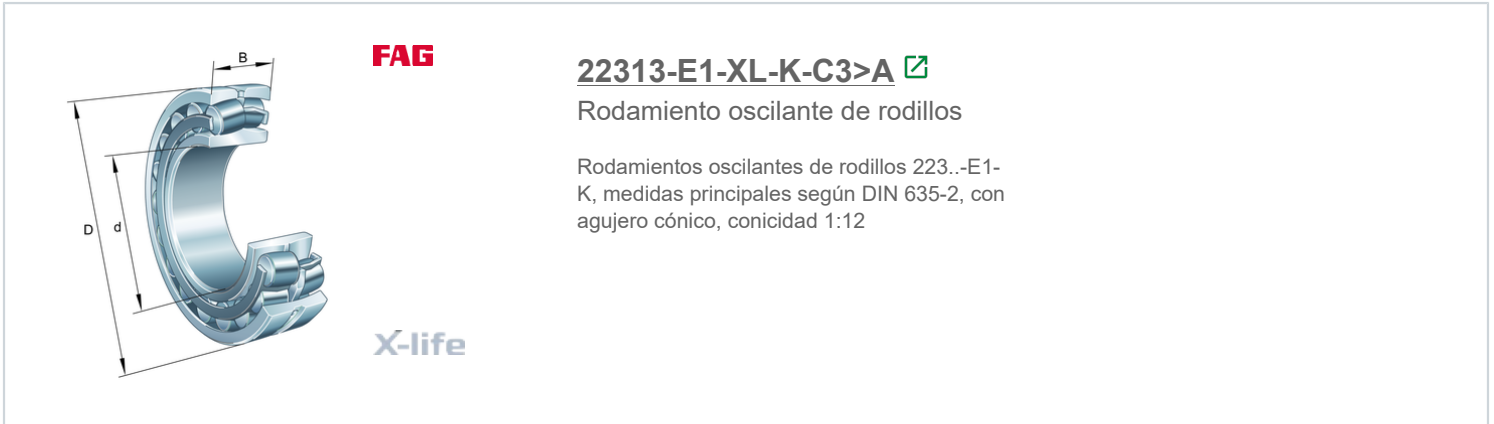 B
FAG
22313-E1-XL-K-C3>A
Rodamiento oscilante de rodillos
Rodamientos oscilantes de rodillos 223..-E1-
K, medidas principales según DIN 635-2, con
agujero cónico, conicidad 1:12
D
d
X-life